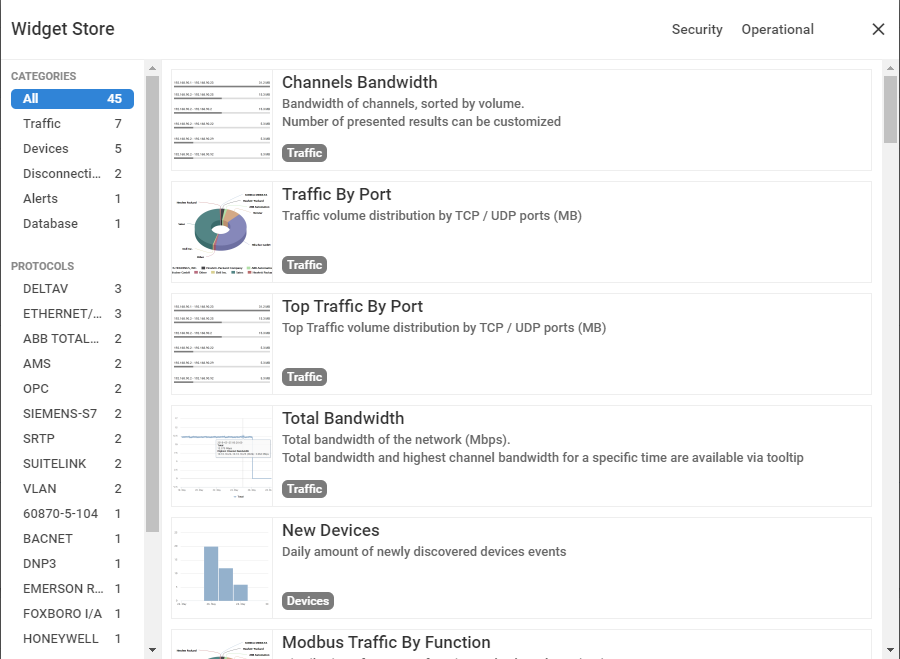 Widget Store
Security
Operational
CATEGORIES
All 45
Traffic 7
Devices 5
Disconnecti... 2
Alerts 1
Database 1
PROTOCOLS
DELTAV 3
ETHERNET/... 3
ABB TOTAL... 2
AMS 2
OPC 2
SIEMENS-S7 2
SRTP 2
SUITELINK 2
VLAN 2
60870-5-104 1
BACNET 1
DNP3 1
EMERSON R... 1
FOXBORO I/A 1
HONEYWELL 1
Channels Bandwidth
Bandwidth of channels, sorted by volume.
Number of presented results can be customized
Traffic
Traffic By Port
Traffic volume distribution by TCP / UDP ports (MB)
Traffic
Top Traffic By Port
Top Traffic volume distribution by TCP / UDP ports (MB)
Traffic
Total Bandwidth
Total bandwidth of the network (Mbps).
Total bandwidth and highest channel bandwidth for a specific time are available via tooltip
Traffic
New Devices
Daily amount of newly discovered devices events
Devices
Modbus Traffic By Function